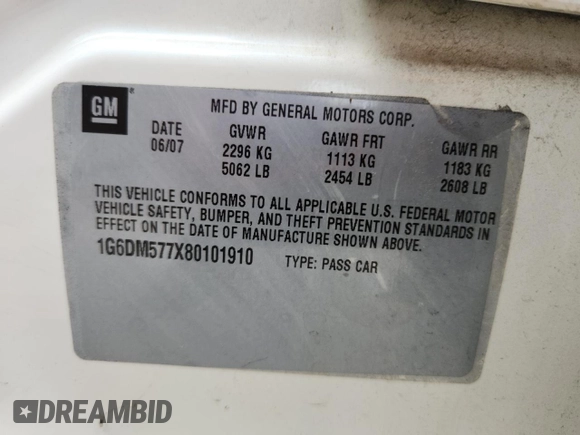 GM
MFD BY GENERAL MOTORS CORP.
DATE GVWR GAWR FRT GAWR RR
06/07 2296 KG 1113 KG 1183 KG
5062 LB 2454 LB 2608 LB
THIS VEHICLE CONFORMS TO ALL APPLICABLE U.S. FEDERAL MOTOR
VEHICLE SAFETY, BUMPER, AND THEFT PREVENTION STANDARDS IN
EFFECT ON THE DATE OF MANUFACTURE SHOWN ABOVE.
1G6DM577X80101910 TYPE: PASS CAR
DREAMBID